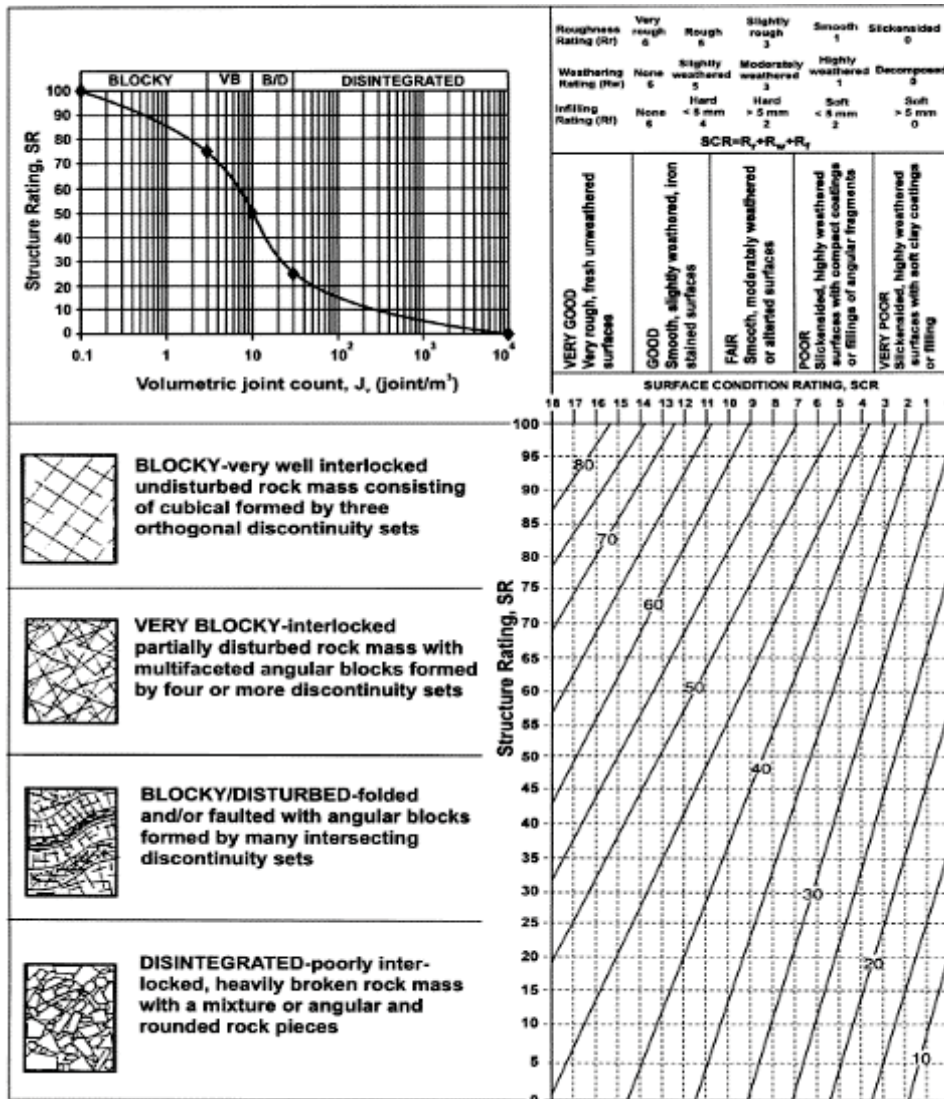 Roughness Rating (Rr) Very rough 6 Rough 5 Slightly rough 3 Smooth 1 Slickensided 0
Weathering Rating (Rw) None 6 Slightly weathered 5 Moderately weathered 3 Highly weathered 1 Decomposed 0
Infilling Rating (Rf) None 6 Hard < 5 mm 4 Hard > 5 mm 2 Soft < 5 mm 2 Soft > 5 mm 0
SCR=Rr+Rw+Rf
BLOCKY VB B/D DISINTEGRATED
Structure Rating, SR
100
90
80
70
60
50
40
30
20
10
0
0.1 1 10 10² 10³ 10⁴
Volumetric joint count, Jv (joint/m³)
VERY GOOD
Very rough, fresh unweathered
surfaces
GOOD
Smooth, slightly weathered, iron
stained surfaces
FAIR
Smooth, moderately weathered
or alterted surfaces
POOR
Slickensided, highly weathered
surfaces with compact coatings
or fillings of angular fragments
VERY POOR
Slickensided, highly weathered
surfaces with soft clay coatings
or filling
SURFACE CONDITION RATING, SCR
18 17 16 15 14 13 12 11 10 9 8 7 6 5 4 3 2 1
BLOCKY-very well interlocked
undisturbed rock mass consisting
of cubical formed by three
orthogonal discontinuity sets
VERY BLOCKY-interlocked
partially disturbed rock mass with
multifaceted angular blocks formed
by four or more discontinuity sets
BLOCKY/DISTURBED-folded
and/or faulted with angular blocks
formed by many intersecting
discontinuity sets
DISINTEGRATED-poorly inter-
locked, heavily broken rock mass
with a mixture or angular and
rounded rock pieces
Structure Rating, SR
100
95
90
85
80
75
70
65
60
55
50
45
40
35
30
25
20
15
10
5
0
80
70
60
50
40
30
20
10